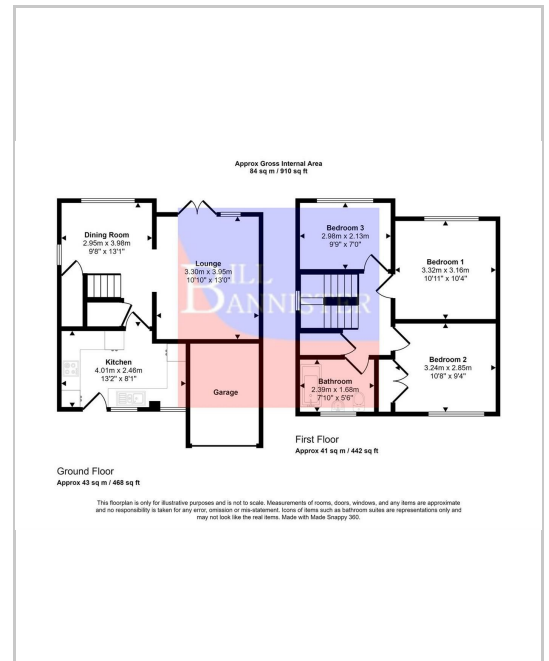 Approx Gross Internal Area
84 sq m / 910 sq ft
Dining Room
2.95m x 3.98m
9'8" x 13'1"
Lounge
3.30m x 3.95m
10'10" x 13'0"
Kitchen
4.01m x 2.46m
13'2" x 8'1"
Garage
Bedroom 3
2.98m x 2.13m
9'9" x 7'0"
Bedroom 1
3.32m x 3.16m
10'11" x 10'4"
Bedroom 2
3.24m x 2.85m
10'8" x 9'4"
Bathroom
2.39m x 1.68m
7'10" x 5'6"
BILL
BANNISTER
Ground Floor
Approx 43 sq m / 468 sq ft
First Floor
Approx 41 sq m / 442 sq ft
This floorplan is only for illustrative purposes and is not to scale. Measurements of rooms, doors, windows, and any items are approximate
and no responsibility is taken for any error, omission or mis-statement. Icons of items such as bathroom suites are representations only and
may not look like the real items. Made with Made Snappy 360.